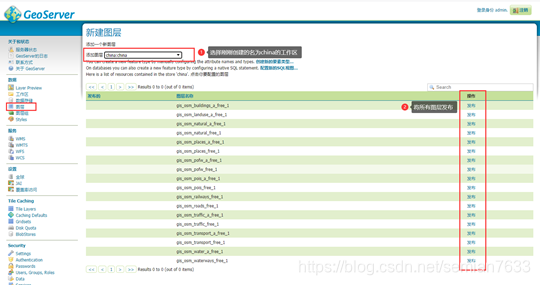 GeoServer
登录身份 admin.
注销
关于和状态
服务器状态
GeoServer的日志
联系方式
关于 GeoServer
数据
Layer Preview
工作区
数据存储
图层
图层组
Styles
服务
WMS
WMTS
WFS
WCS
设置
全局
JAI
覆盖率访问
Tile Caching
Tile Layers
Caching Defaults
Gridsets
Disk Quota
BlobStores
Security
Settings
Authentication
Passwords
Users, Groups, Roles
Data
新建图层
添加一个新图层
添加图层 china:china
1 选择刚刚创建的名为china的工作区
You can create a new feature type by manually configuring the attribute names and types. 创建新的要素类型...
On databases you can also create a new feature type by configuring a native SQL statement. 配置新的SQL视图...
Here is a list of resources contained in the store 'china'. 点击你要配置的图层
<< < 1 > >> Results 0 to 0 (out of 0 items)
Search
图层名称
操作
2 将所有图层发布
gis_osm_buildings_a_free_1 发布
gis_osm_landuse_a_free_1 发布
gis_osm_natural_a_free_1 发布
gis_osm_natural_free_1 发布
gis_osm_places_a_free_1 发布
gis_osm_places_free_1 发布
gis_osm_pofw_a_free_1 发布
gis_osm_pofw_free_1 发布
gis_osm_pois_a_free_1 发布
gis_osm_pois_free_1 发布
gis_osm_railways_free_1 发布
gis_osm_roads_free_1 发布
gis_osm_traffic_a_free_1 发布
gis_osm_traffic_free_1 发布
gis_osm_transport_a_free_1 发布
gis_osm_transport_free_1 发布
gis_osm_water_a_free_1 发布
gis_osm_waterways_free_1 发布
<< < 1 > >> Results 0 to 0 (out of 0 items)